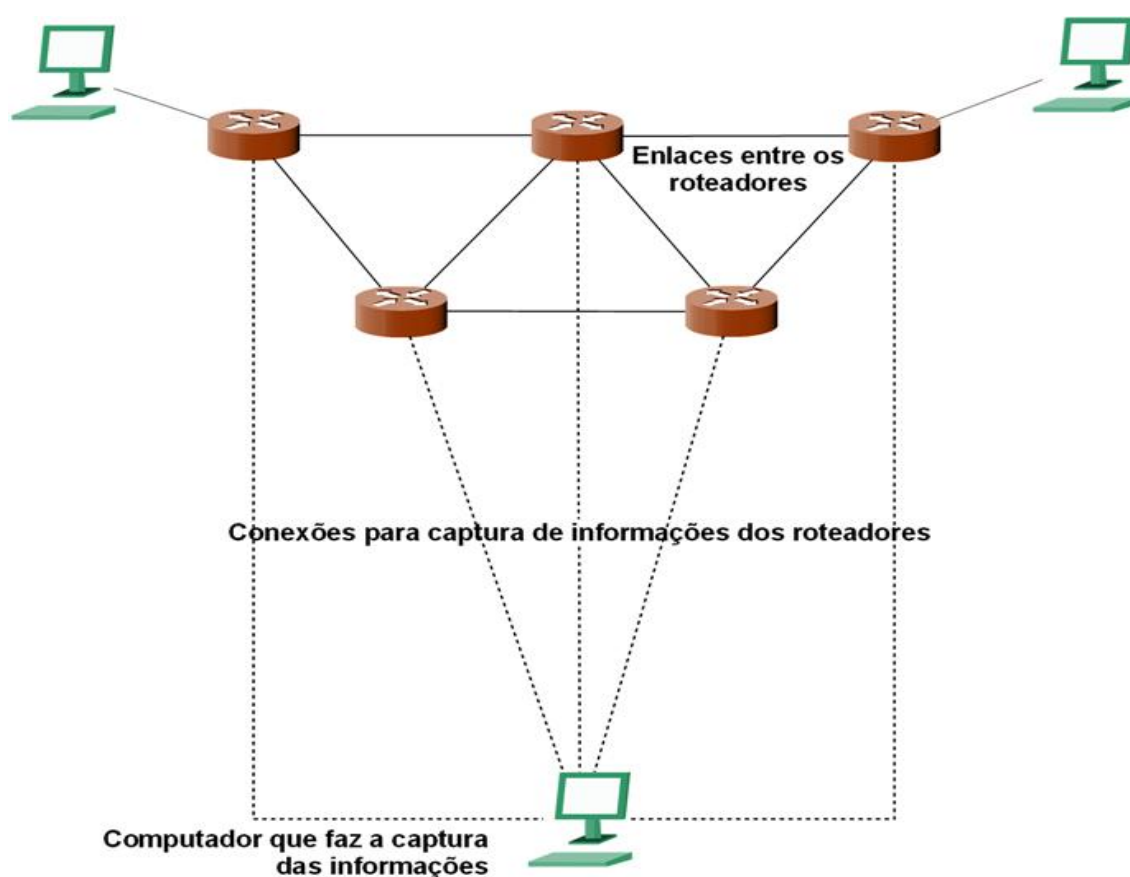 Enlaces entre os
roteadores
Conexões para captura de informações dos roteadores
Computador que faz a captura
das informações